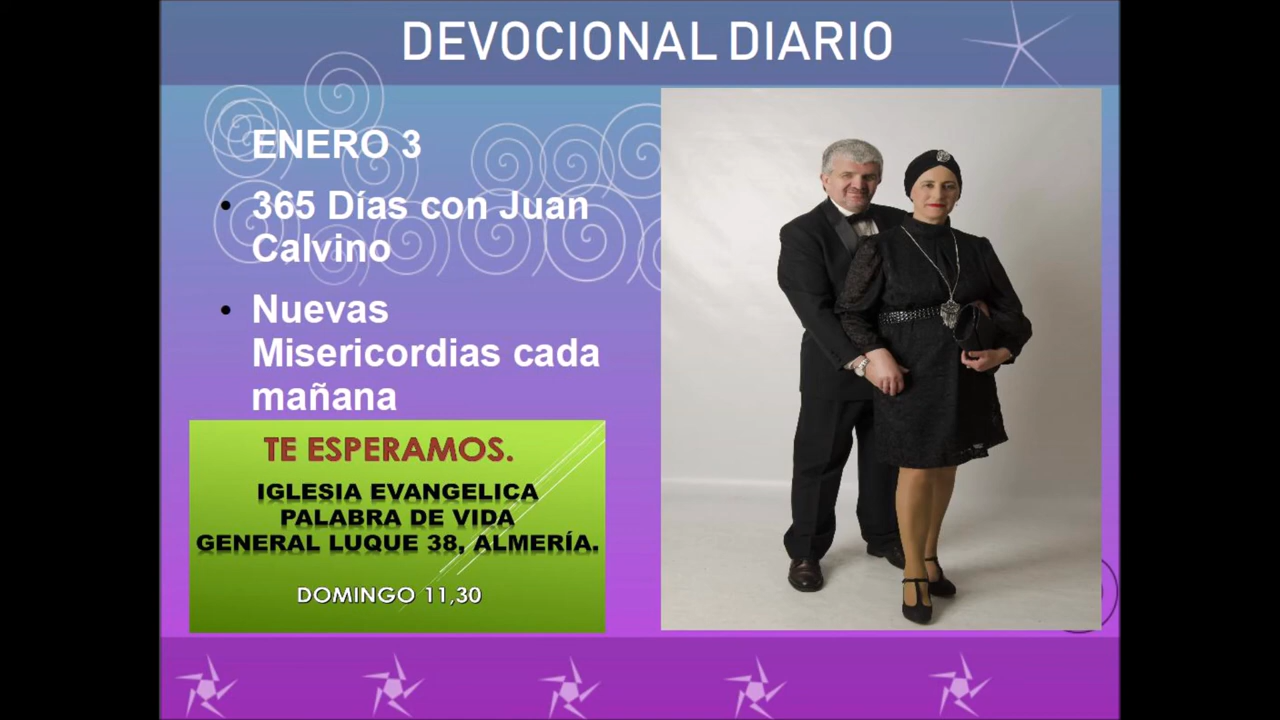 DEVOCIONAL DIARIO
ENERO 3
365 Días con Juan
Calvino
Nuevas
Misericordias cada
mañana
TE ESPERAMOS.
IGLESIA EVANGELICA
PALABRA DE VIDA
GENERAL LUQUE 38, ALMERÍA.
DOMINGO 11,30